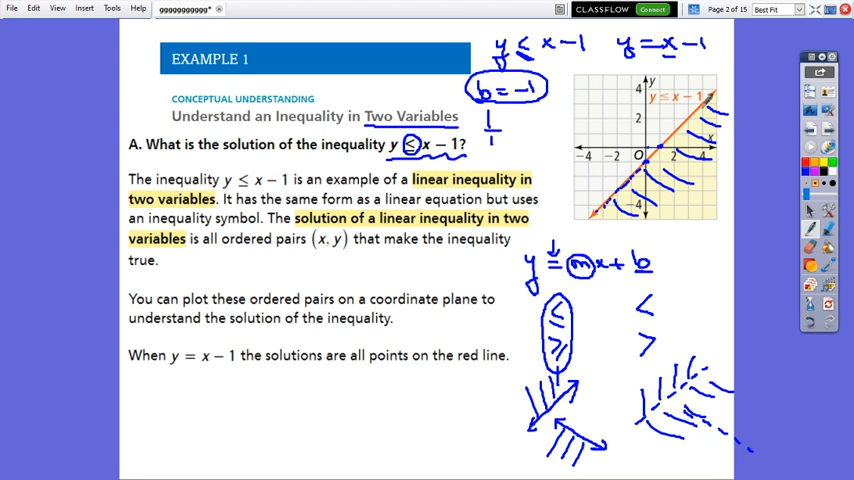 File Edit View Insert Tools Help
9999999999*
CLASSFLOW Connect
Page 2 of 15
Best Fit
EXAMPLE 1
y ≤ x − 1 y = x − 1
b = −1
1
1
CONCEPTUAL UNDERSTANDING
Understand an Inequality in Two Variables
A. What is the solution of the inequality y ≤ x − 1?
The inequality y ≤ x − 1 is an example of a linear inequality in
two variables. It has the same form as a linear equation but uses
an inequality symbol. The solution of a linear inequality in two
variables is all ordered pairs (x, y) that make the inequality
true.
You can plot these ordered pairs on a coordinate plane to
understand the solution of the inequality.
When y = x − 1 the solutions are all points on the red line.
4 y
y ≤ x − 1
2
x
−4 −2 O 2 4
−4
y = mx + b
≤ <
≥ >